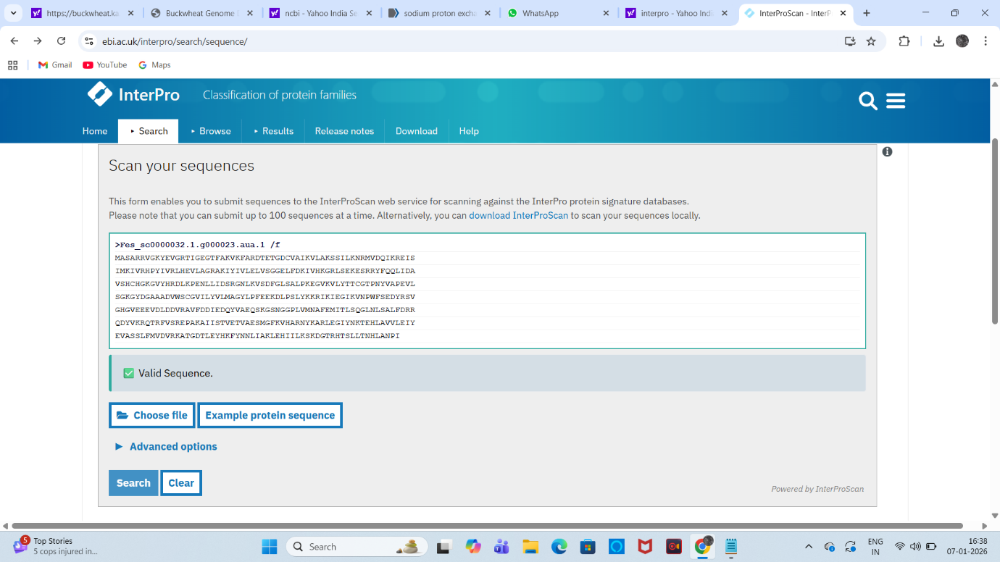 https://buckwheat.ka
Buckwheat Genome
ncbi - Yahoo India Se
sodium proton excha
WhatsApp
interpro - Yahoo Indi
InterProScan - InterP
ebi.ac.uk/interpro/search/sequence/
Gmail
YouTube
Maps
InterPro
Classification of protein families
Home
Search
Browse
Results
Release notes
Download
Help
Scan your sequences
This form enables you to submit sequences to the InterProScan web service for scanning against the InterPro protein signature databases.
Please note that you can submit up to 100 sequences at a time. Alternatively, you can download InterProScan to scan your sequences locally.
>Fes_sc0000032.1.g000023.aua.1 /f
MASARRVGKYEVGRTIGEGTFAKVKFARDTETGDCVAIKVLAKSSILKNRMVDQIKREIS
IMKIVRHPYIVRLHEVLAGRAKIYIVLELVSGGELFDKIVHKGRLSEKESRRYFQQLIDA
VSHCHGKGVYHRDLKPENLLIDSRGNLKVSDFGLSALPKEGVKVLYTTCGTPNYVAPEVL
SGKGYDGAAADVWSCGVILYVLMAGYLPFEEKDLPSLYKKRIKIEGIKVNPWFSEDYRSV
GHGVEEEVDLDDVRAVFDDIEDQYVAEQSKGSNGGPLVMNAFEMITLSQGLNLSALFDRR
QDYVKRQTRFVSREPAKAIISTVETVAESMGFKVHARNYKARLEGIYNKTEHLAVVLEIY
EVASSLFMVDVRKATGDTLEYHKFYNNLIAKLEHIILKSKDGTRHTSLLTNHLANPI
Valid Sequence.
Choose file
Example protein sequence
Advanced options
Search
Clear
Powered by InterProScan
5
Top Stories
5 cops injured in...
Search
ENG
IN
16:38
07-01-2026